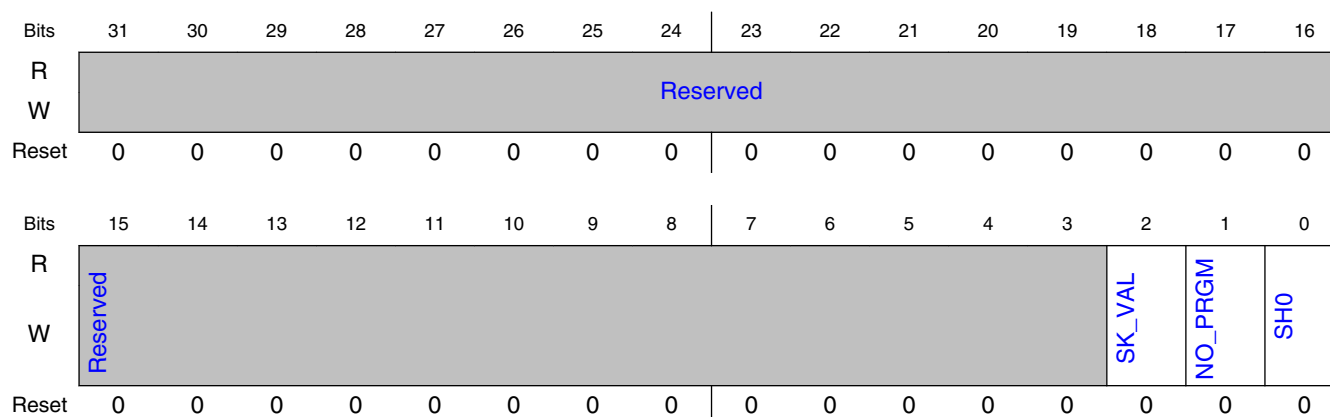 Bits 31 30 29 28 27 26 25 24 23 22 21 20 19 18 17 16
R
Reserved
W
Reset 0 0 0 0 0 0 0 0 0 0 0 0 0 0 0 0
Bits 15 14 13 12 11 10 9 8 7 6 5 4 3 2 1 0
R
W
Reserved
SK_VAL
NO_PRGM
SH0
Reset 0 0 0 0 0 0 0 0 0 0 0 0 0 0 0 0